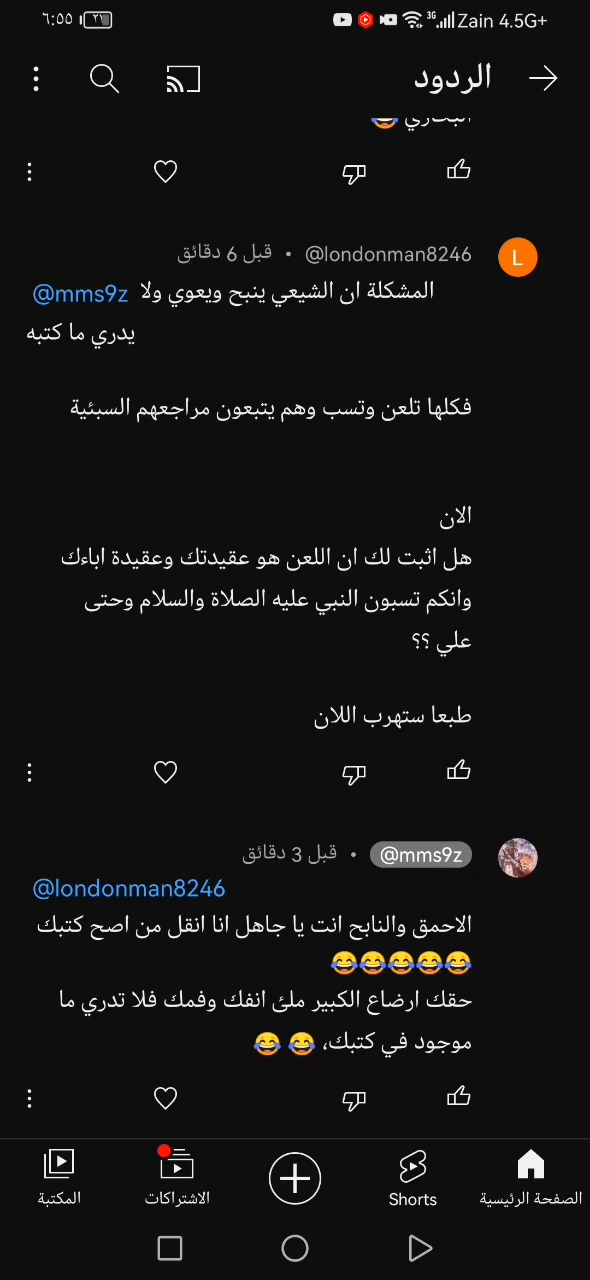 ٦:٥٥ ٢١ 3G Zain 4.5G+
الردود
البخاري 😂
@londonman8246 • قبل 6 دقائق
@mms9z المشكلة ان الشيعي ينبح ويعوي ولا
يدري ما كتبه
فكلها تلعن وتسب وهم يتبعون مراجعهم السبئية
الان
هل اثبت لك ان اللعن هو عقيدتك وعقيدة اباءك
وانكم تسبون النبي عليه الصلاة والسلام وحتى
علي ؟؟
طبعا ستهرب اللان
@mms9z • قبل 3 دقائق
@londonman8246
الاحمق والنابح انت يا جاهل انا انقل من اصح كتبك
😂😂😂😂😂
حقك ارضاع الكبير ملئ انفك وفمك فلا تدري ما
موجود في كتبك، 😂 😂
الصفحة الرئيسية
Shorts
الاشتراكات
المكتبة